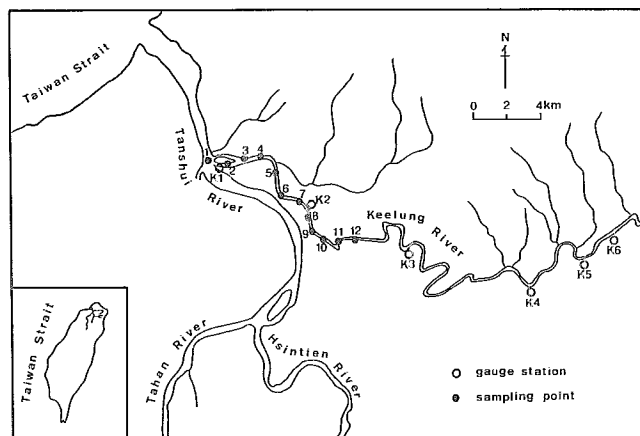 Taiwan Strait
N
0 2 4km
Tanshui
River
1
K1
2
3
4
5
6
7
K2
8
9
10
11
12
Keelung
River
K3
K4
K5
K6
Tahan River
Hsintien River
Taiwan Strait
gauge station
sampling point